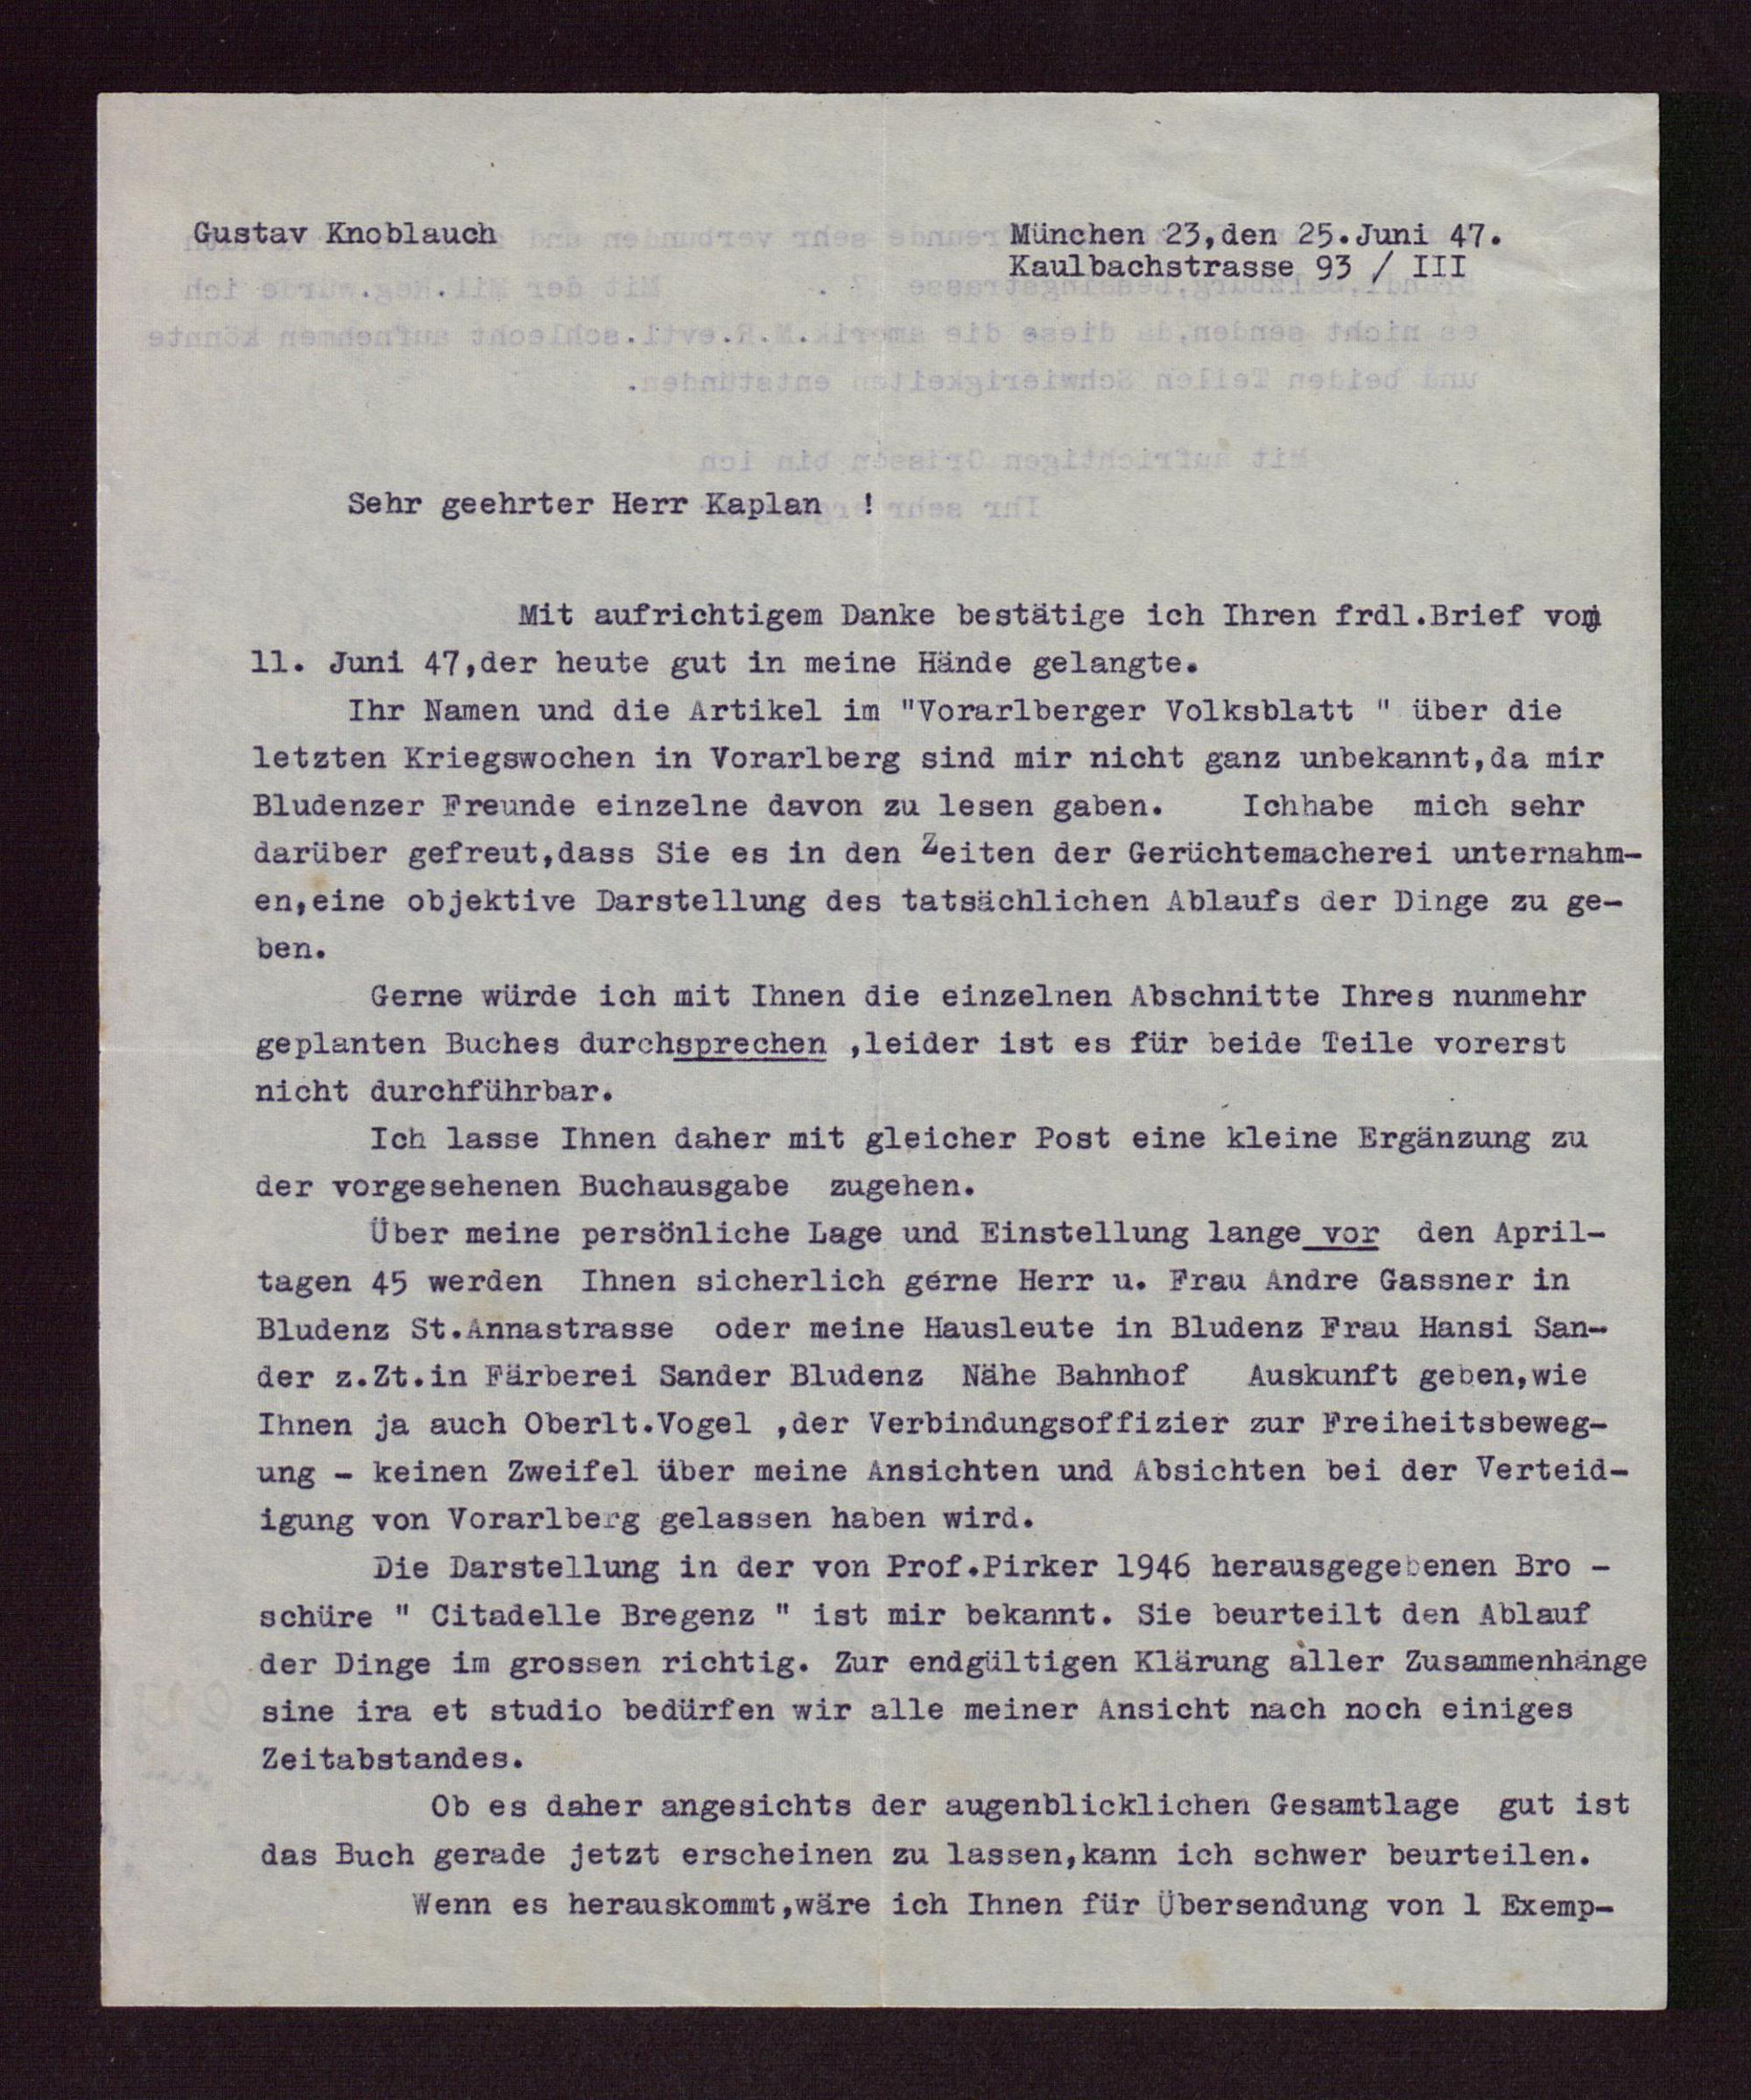 Gustav Knoblauch
München 23,den 25.Juni 47.
Kaulbachstrasse 93 / III
Sehr geehrter Herr Kaplan !
Mit aufrichtigem Danke bestätige ich Ihren frdl.Brief vom
11. Juni 47,der heute gut in meine Hände gelangte.
Ihr Namen und die Artikel im "Vorarlberger Volksblatt " über die
letzten Kriegswochen in Vorarlberg sind mir nicht ganz unbekannt,da mir
Bludenzer Freunde einzelne davon zu lesen gaben. Ichhabe mich sehr
darüber gefreut,dass Sie es in den Zeiten der Gerüchtemacherei unternahm-
en,eine objektive Darstellung des tatsächlichen Ablaufs der Dinge zu ge-
ben.
Gerne würde ich mit Ihnen die einzelnen Abschnitte Ihres nunmehr
geplanten Buches durchsprechen ,leider ist es für beide Teile vorerst
nicht durchführbar.
Ich lasse Ihnen daher mit gleicher Post eine kleine Ergänzung zu
der vorgesehenen Buchausgabe zugehen.
Über meine persönliche Lage und Einstellung lange vor den April-
tagen 45 werden Ihnen sicherlich gerne Herr u. Frau Andre Gassner in
Bludenz St.Annastrasse oder meine Hausleute in Bludenz Frau Hansi San-
der z.Zt.in Färberei Sander Bludenz Nähe Bahnhof Auskunft geben,wie
Ihnen ja auch Oberlt.Vogel ,der Verbindungsoffizier zur Freiheitsbeweg-
ung - keinen Zweifel über meine Ansichten und Absichten bei der Verteid-
igung von Vorarlberg gelassen haben wird.
Die Darstellung in der von Prof.Pirker 1946 herausgegebenen Bro -
schüre " Citadelle Bregenz " ist mir bekannt. Sie beurteilt den Ablauf
der Dinge im grossen richtig. Zur endgültigen Klärung aller Zusammenhänge
sine ira et studio bedürfen wir alle meiner Ansicht nach noch einiges
Zeitabstandes.
Ob es daher angesichts der augenblicklichen Gesamtlage gut ist
das Buch gerade jetzt erscheinen zu lassen,kann ich schwer beurteilen.
Wenn es herauskommt,wäre ich Ihnen für Übersendung von 1 Exemp-